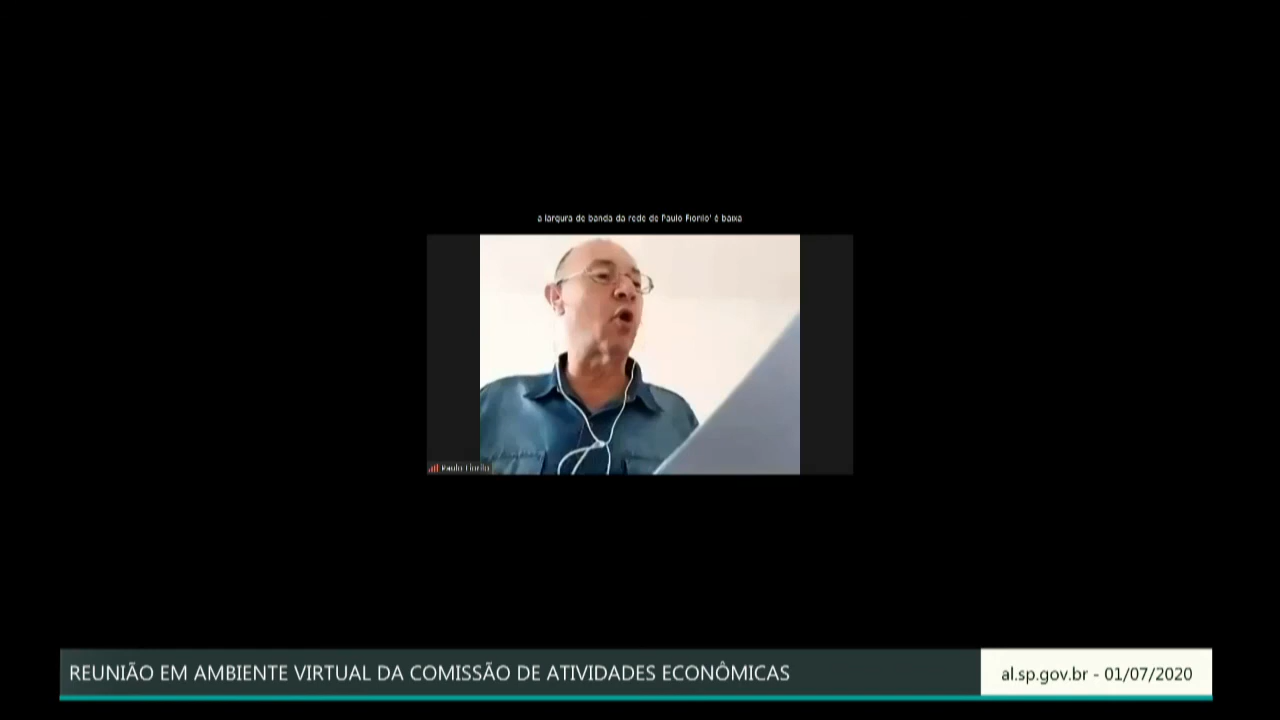 a largura de banda da rede de Paulo Fiorilo' é baixa
Paulo Fiorilo
REUNIÃO EM AMBIENTE VIRTUAL DA COMISSÃO DE ATIVIDADES ECONÔMICAS
al.sp.gov.br - 01/07/2020